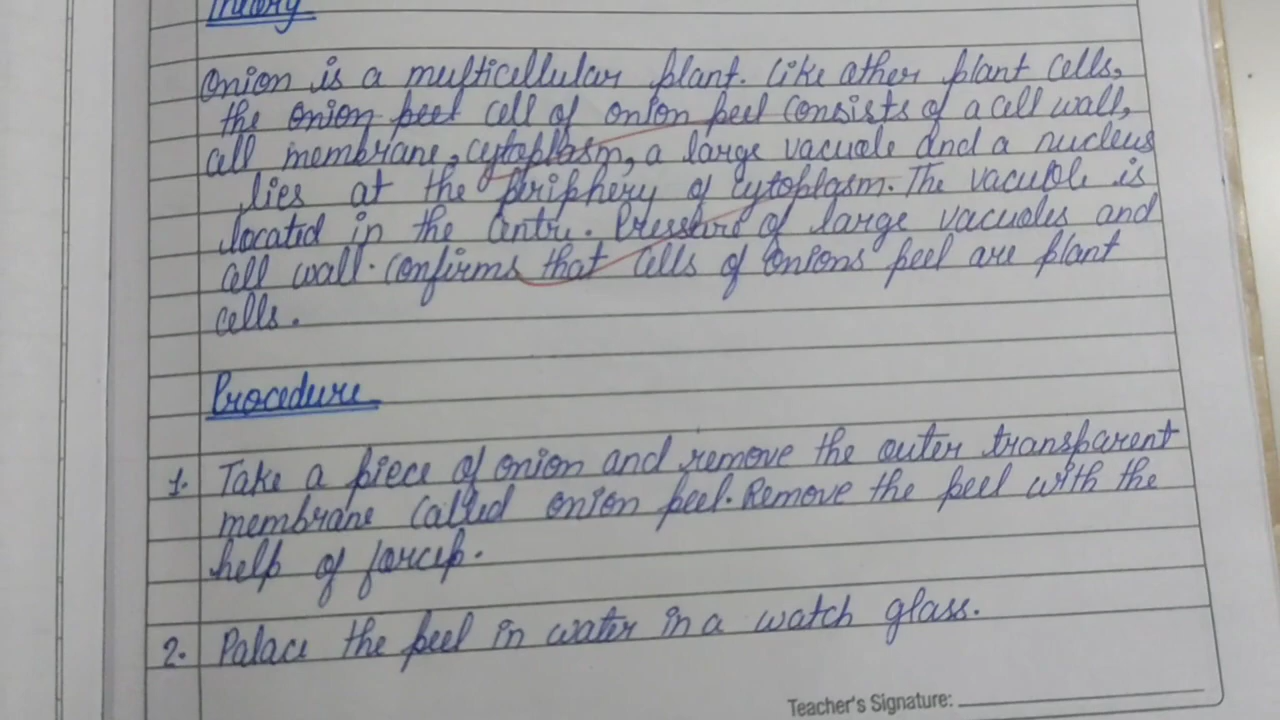 Theory
Onion is a multicellular plant. Like other plant cells,
the onion peel cell of onion peel consists of a cell wall,
cell membrane, cytoplasm, a large vacuole and a nucleus
lies at the periphery of cytoplasm. The vacuole is
located in the centre. Pressure of large vacuoles and
cell wall. Confirms that cells of onions peel are plant
cells.
Procedure
1. Take a piece of onion and remove the outer transparent
membrane called onion peel. Remove the peel with the
help of forcep.
2. Palace the peel in water in a watch glass.
Teacher's Signature: